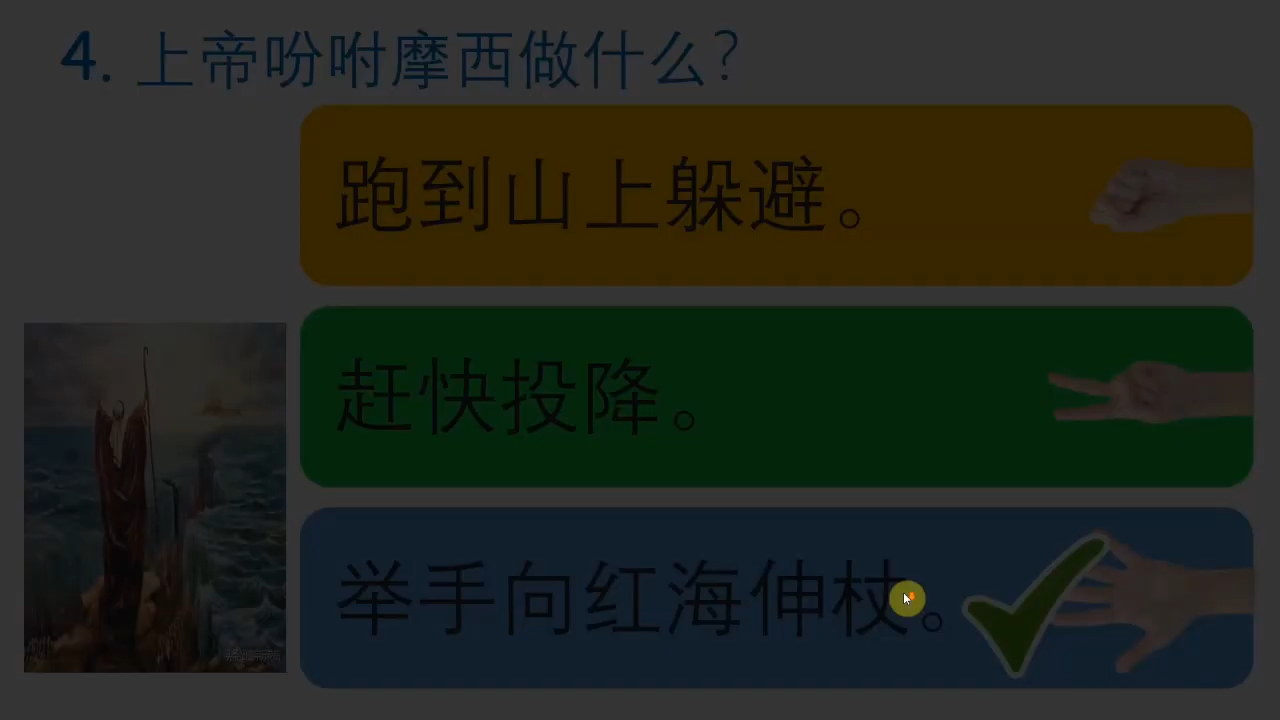 4. 上帝吩咐摩西做什么?
跑到山上躲避。
赶快投降。
举手向红海伸杖。